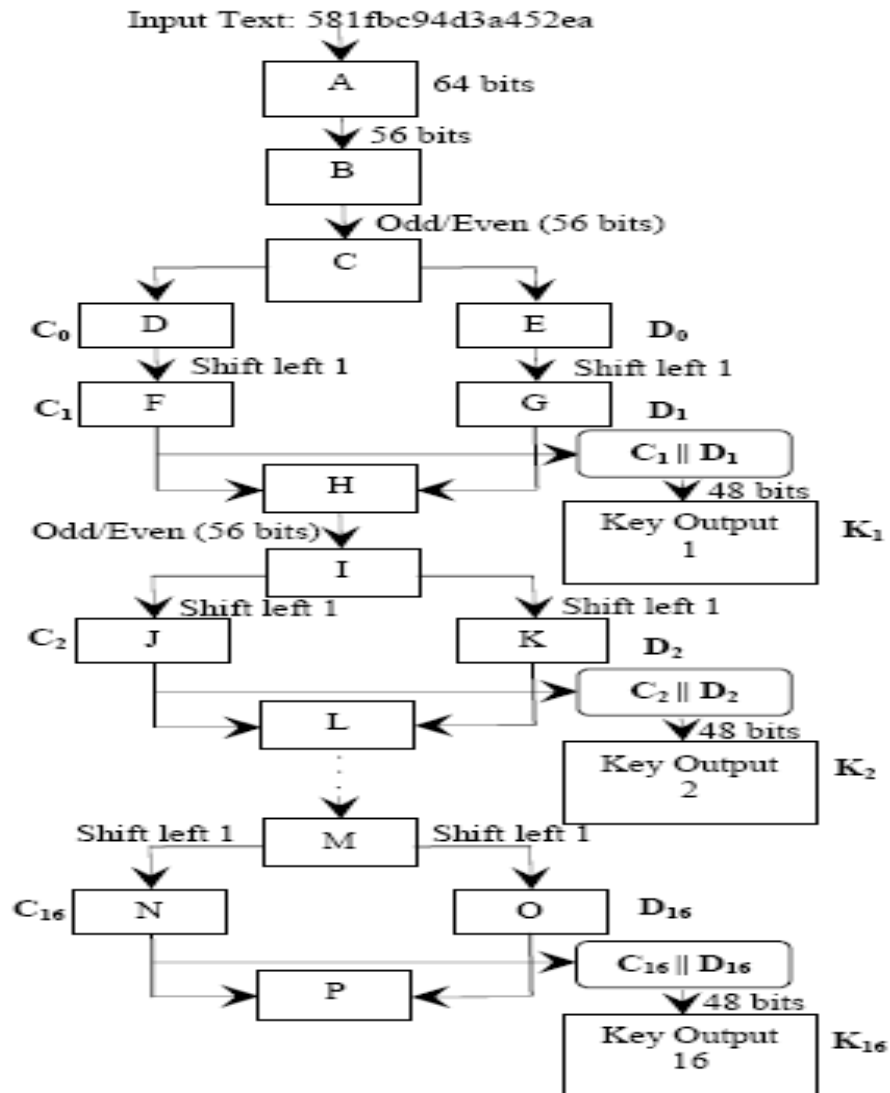 Input Text: 581fbc94d3a452ea
A
64 bits
56 bits
B
Odd/Even (56 bits)
C
C₀
D
E
D₀
Shift left 1
Shift left 1
C₁
F
G
D₁
C₁ || D₁
H
48 bits
Key Output
1
K₁
Odd/Even (56 bits)
I
Shift left 1
Shift left 1
C₂
J
K
D₂
C₂ || D₂
L
48 bits
Key Output
2
K₂
Shift left 1
M
Shift left 1
C₁₆
N
O
D₁₆
C₁₆ || D₁₆
P
48 bits
Key Output
16
K₁₆